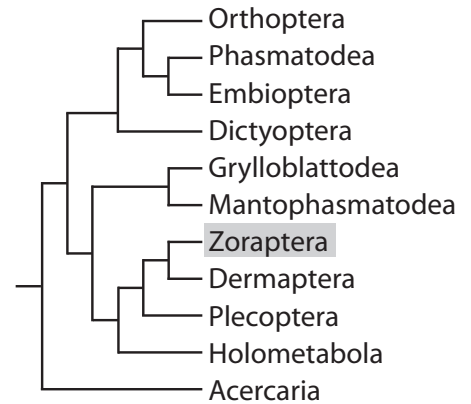 Orthoptera
Phasmatodea
Embioptera
Dictyoptera
Grylloblattodea
Mantophasmatodea
Zoraptera
Dermaptera
Plecoptera
Holometabola
Acercaria